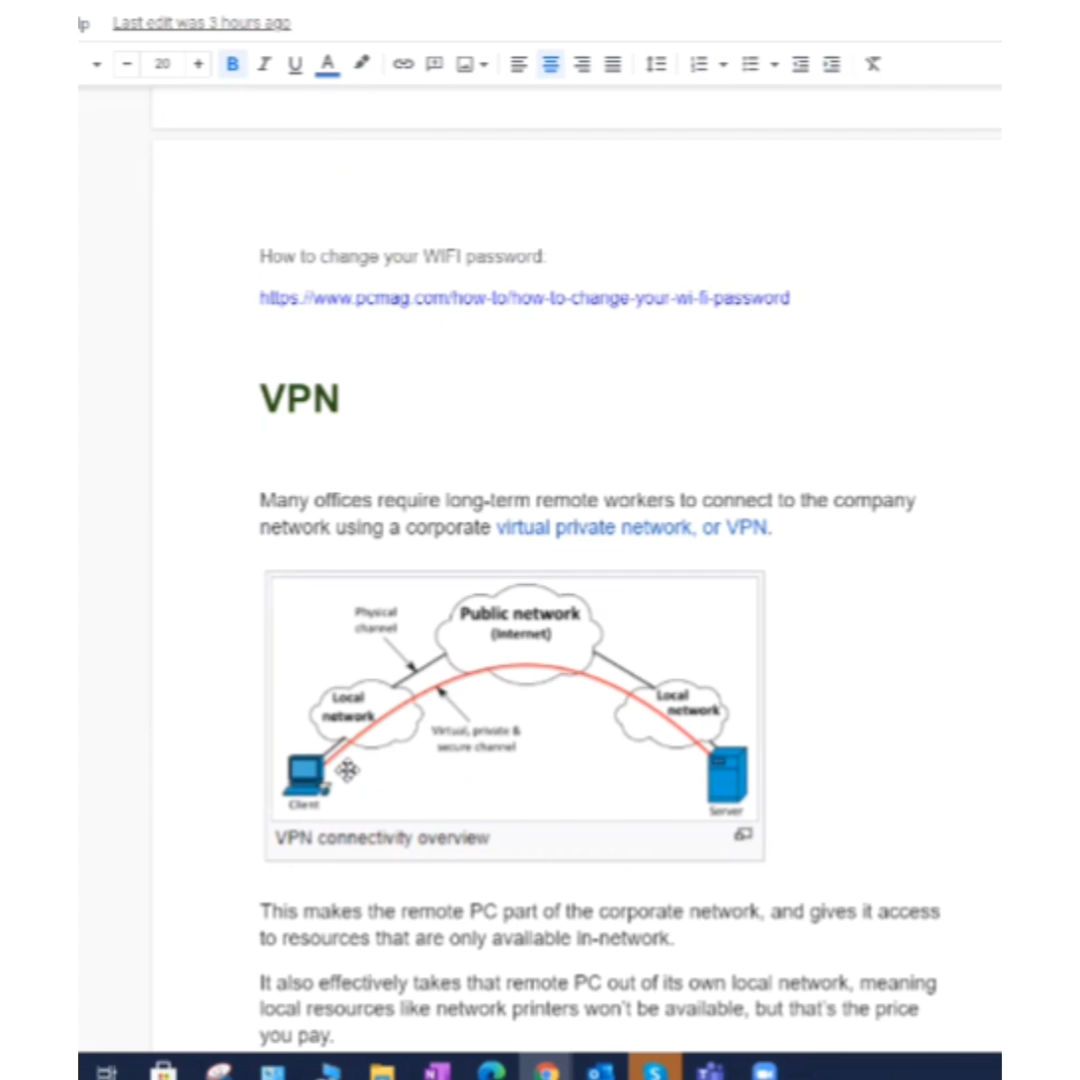 lp Last edit was 3 hours ago
20 B I U A
How to change your WIFI password:
https://www.pcmag.com/how-to/how-to-change-your-wi-fi-password
VPN
Many offices require long-term remote workers to connect to the company
network using a corporate virtual private network, or VPN.
Physical
channel
Public network
(Internet)
Local
network
Local
network
Virtual, private &
secure channel
Client
Server
VPN connectivity overview
This makes the remote PC part of the corporate network, and gives it access
to resources that are only available in-network.
It also effectively takes that remote PC out of its own local network, meaning
local resources like network printers won't be available, but that's the price
you pay.